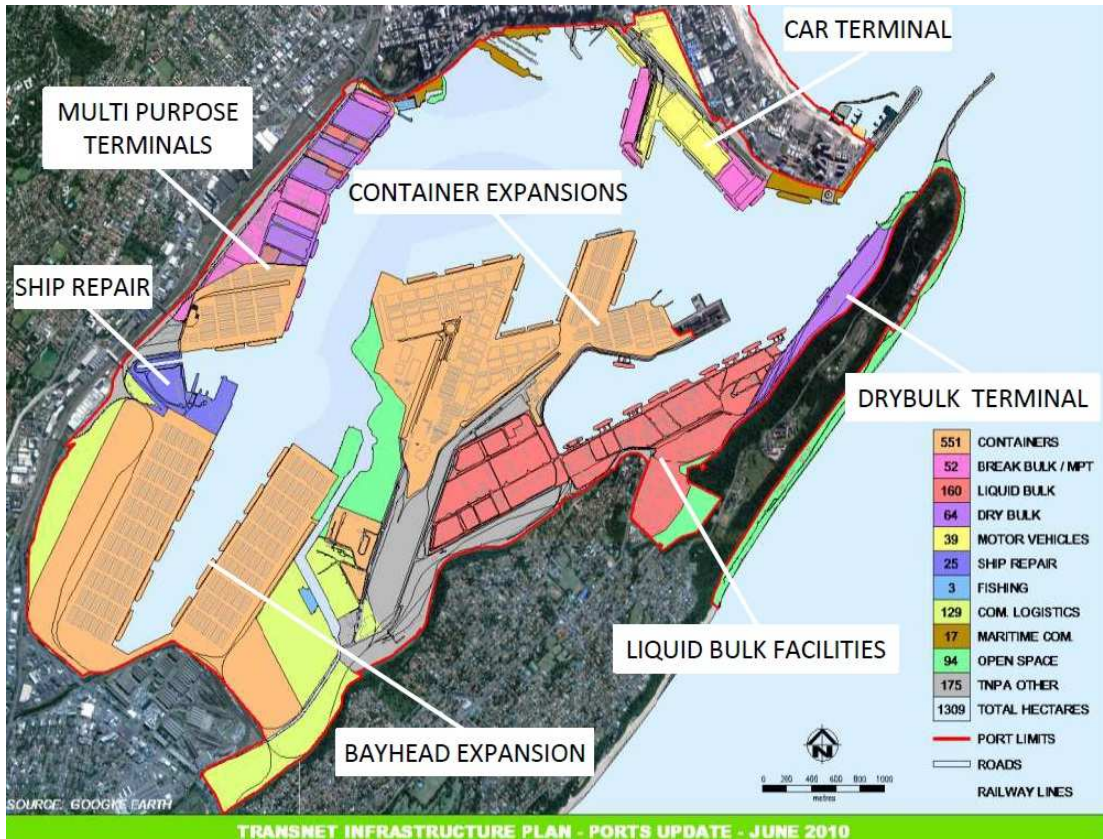 CAR TERMINAL
MULTI PURPOSE
TERMINALS
CONTAINER EXPANSIONS
SHIP REPAIR
DRYBULK TERMINAL
551 CONTAINERS
52 BREAK BULK / MPT
160 LIQUID BULK
64 DRY BULK
39 MOTOR VEHICLES
25 SHIP REPAIR
3 FISHING
129 COM. LOGISTICS
17 MARITIME COM.
94 OPEN SPACE
175 TNPA OTHER
1309 TOTAL HECTARES
PORT LIMITS
ROADS
RAILWAY LINES
LIQUID BULK FACILITIES
BAYHEAD EXPANSION
N
0 200 400 600 800 1000
metres
SOURCE: GOOGKE EARTH
TRANSNET INFRASTRUCTURE PLAN - PORTS UPDATE - JUNE 2010